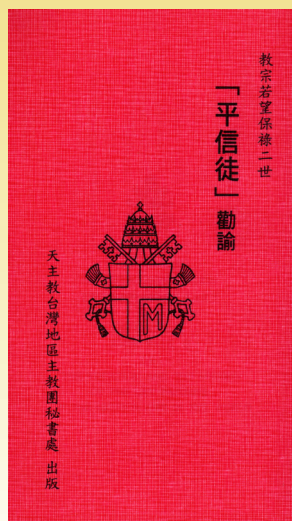 教宗若望保祿二世
「平信徒」勸諭
天主教台灣地區主教團秘書處 出版